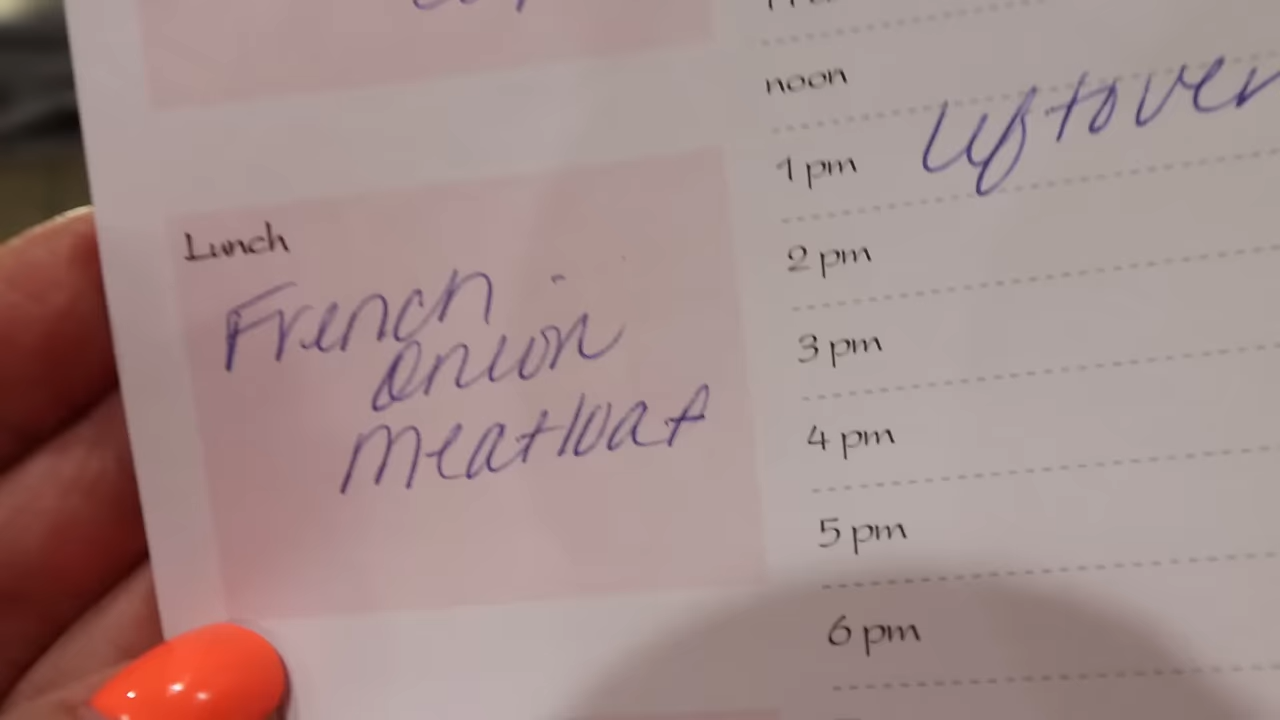 noon
1 pm leftover
Lunch
2 pm
French
onion
3 pm
meatloaf
4 pm
5 pm
6 pm